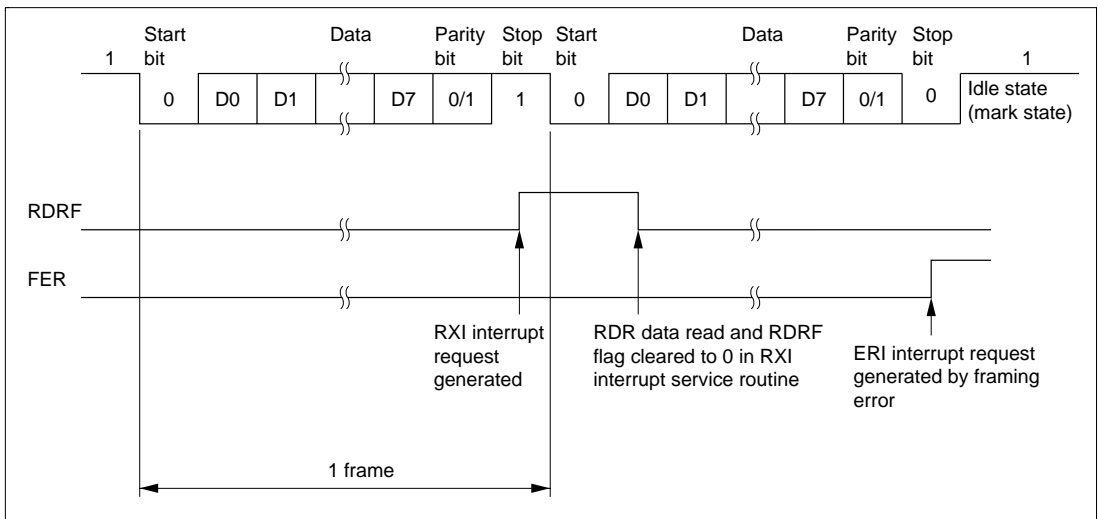 Start bit
Data
Parity bit
Stop bit
Start bit
Data
Parity bit
Stop bit
1
1
0
D0
D1
D7
0/1
1
0
D0
D1
D7
0/1
0
Idle state
(mark state)
RDRF
FER
RXI interrupt
request
generated
RDR data read and RDRF
flag cleared to 0 in RXI
interrupt service routine
ERI interrupt request
generated by framing
error
1 frame